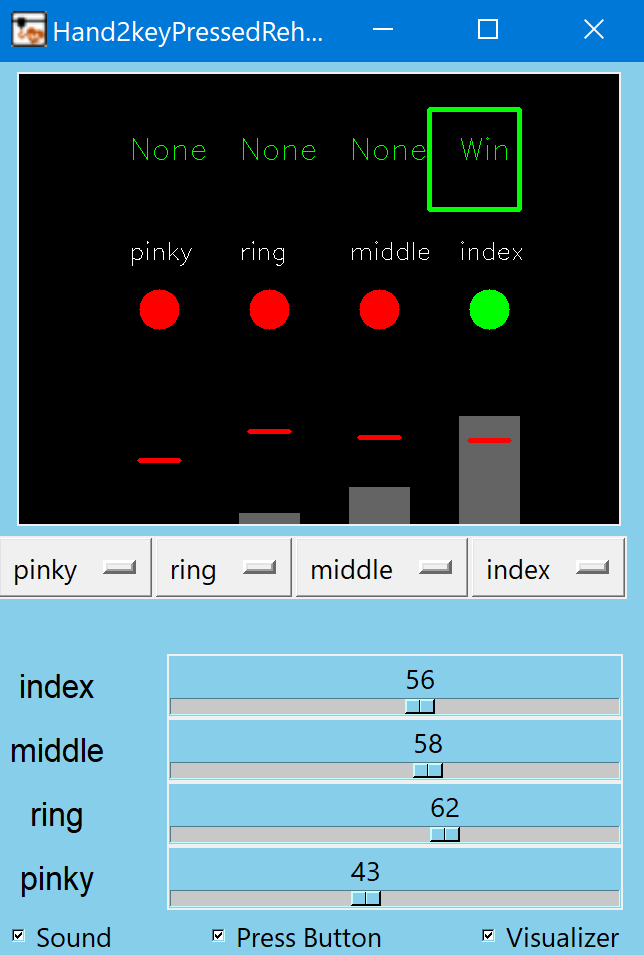 Hand2keyPressedReh...
None None None Win
pinky ring middle index
pinky ring middle index
56
index
58
middle
62
ring
43
pinky
Sound Press Button Visualizer